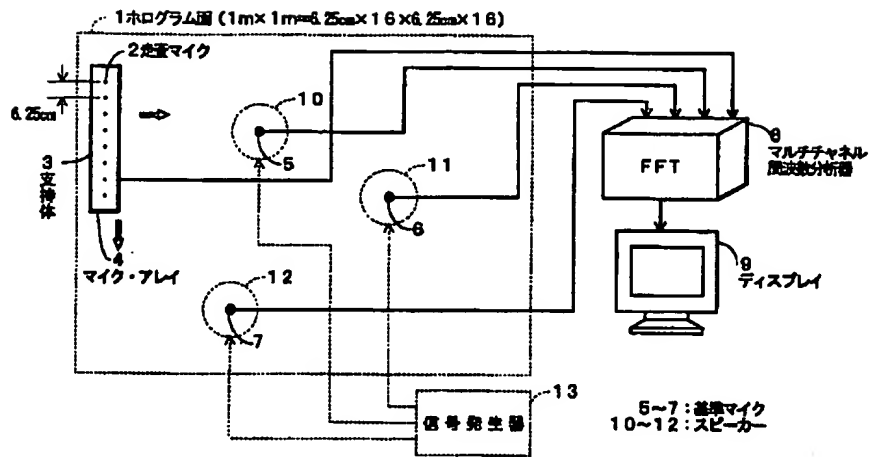 1ホログラム面（1m×1m=6.25cm×16×6.25cm×16）
2走査マイク
6.25cm
3
支持体
4
マイク・アレイ
10
5
11
6
12
7
FFT
8
マルチチャネル
周波数分析器
9
ディスプレイ
13
信号発生器
5〜7：基準マイク
10〜12：スピーカー